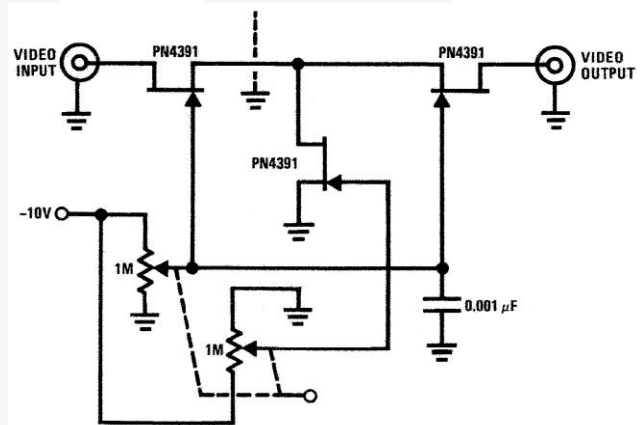 VIDEO
INPUT
PN4391
PN4391
VIDEO
OUTPUT
PN4391
-10V
1M
0.001 µF
1M